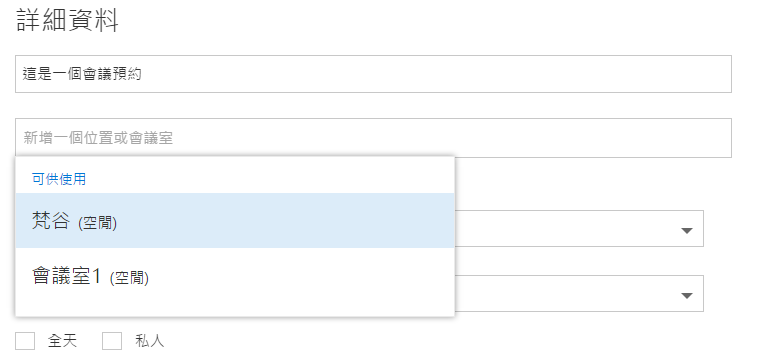 詳細資料
這是一個會議預約
新增一個位置或會議室
可供使用
梵谷 (空閒)
會議室1 (空閒)
全天 私人